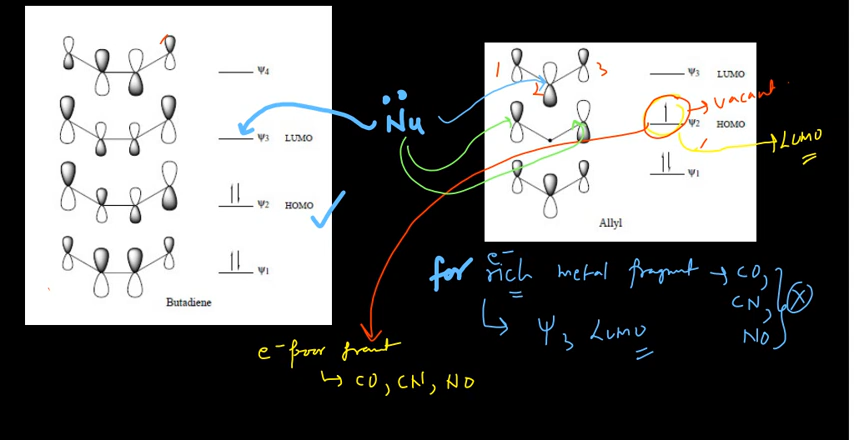 Ψ4
Ψ3 LUMO
Ψ2 HOMO
Ψ1
Butadiene
Nu
1
2
3
Ψ3 LUMO
Ψ2 HOMO
Ψ1
Allyl
vacant
LUMO
for e⁻ rich metal fragment → CO,
CN,
NO
X
↳ Ψ3 LUMO
e⁻ poor
↳ CO, CN, NO